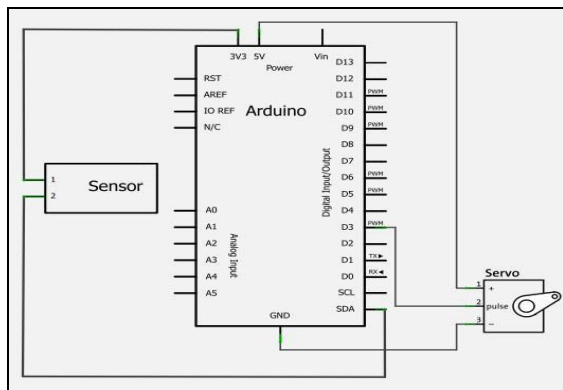 3V3 5V Vin
Power
RST
AREF
IO REF
N/C
Arduino
D13
D12
D11 PWM
D10 PWM
D9 PWM
D8
D7
D6 PWM
D5 PWM
D4
D3 PWM
D2
D1 TX▶
D0 RX◀
SCL
SDA
Digital Input/Output
1
2
Sensor
A0
A1
A2
A3
A4
A5
Analog Input
GND
Servo
1 +
2 pulse
3 −